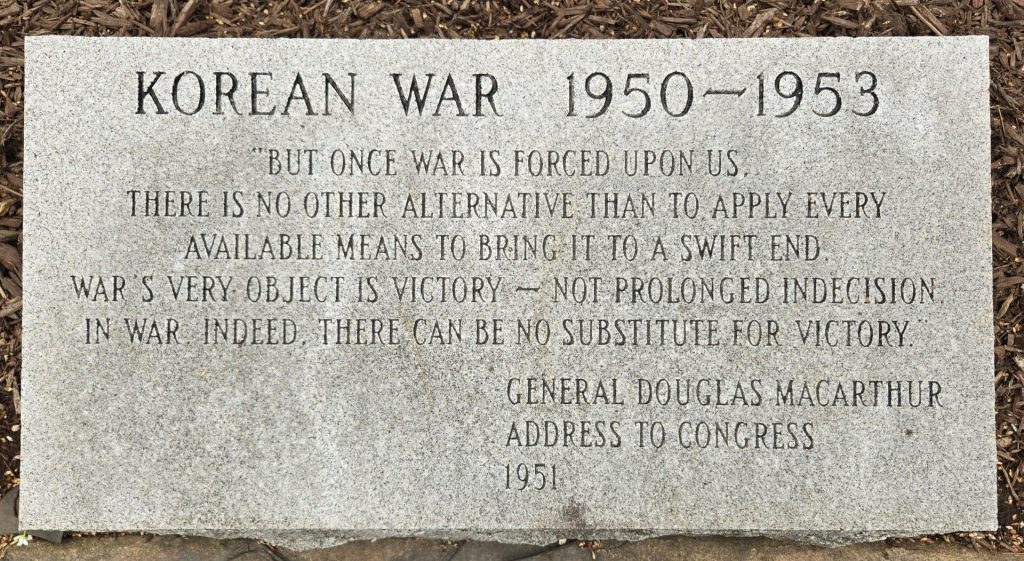 KOREAN WAR 1950–1953
"BUT ONCE WAR IS FORCED UPON US,
THERE IS NO OTHER ALTERNATIVE THAN TO APPLY EVERY
AVAILABLE MEANS TO BRING IT TO A SWIFT END.
WAR'S VERY OBJECT IS VICTORY — NOT PROLONGED INDECISION.
IN WAR, INDEED, THERE CAN BE NO SUBSTITUTE FOR VICTORY."
GENERAL DOUGLAS MACARTHUR
ADDRESS TO CONGRESS
1951